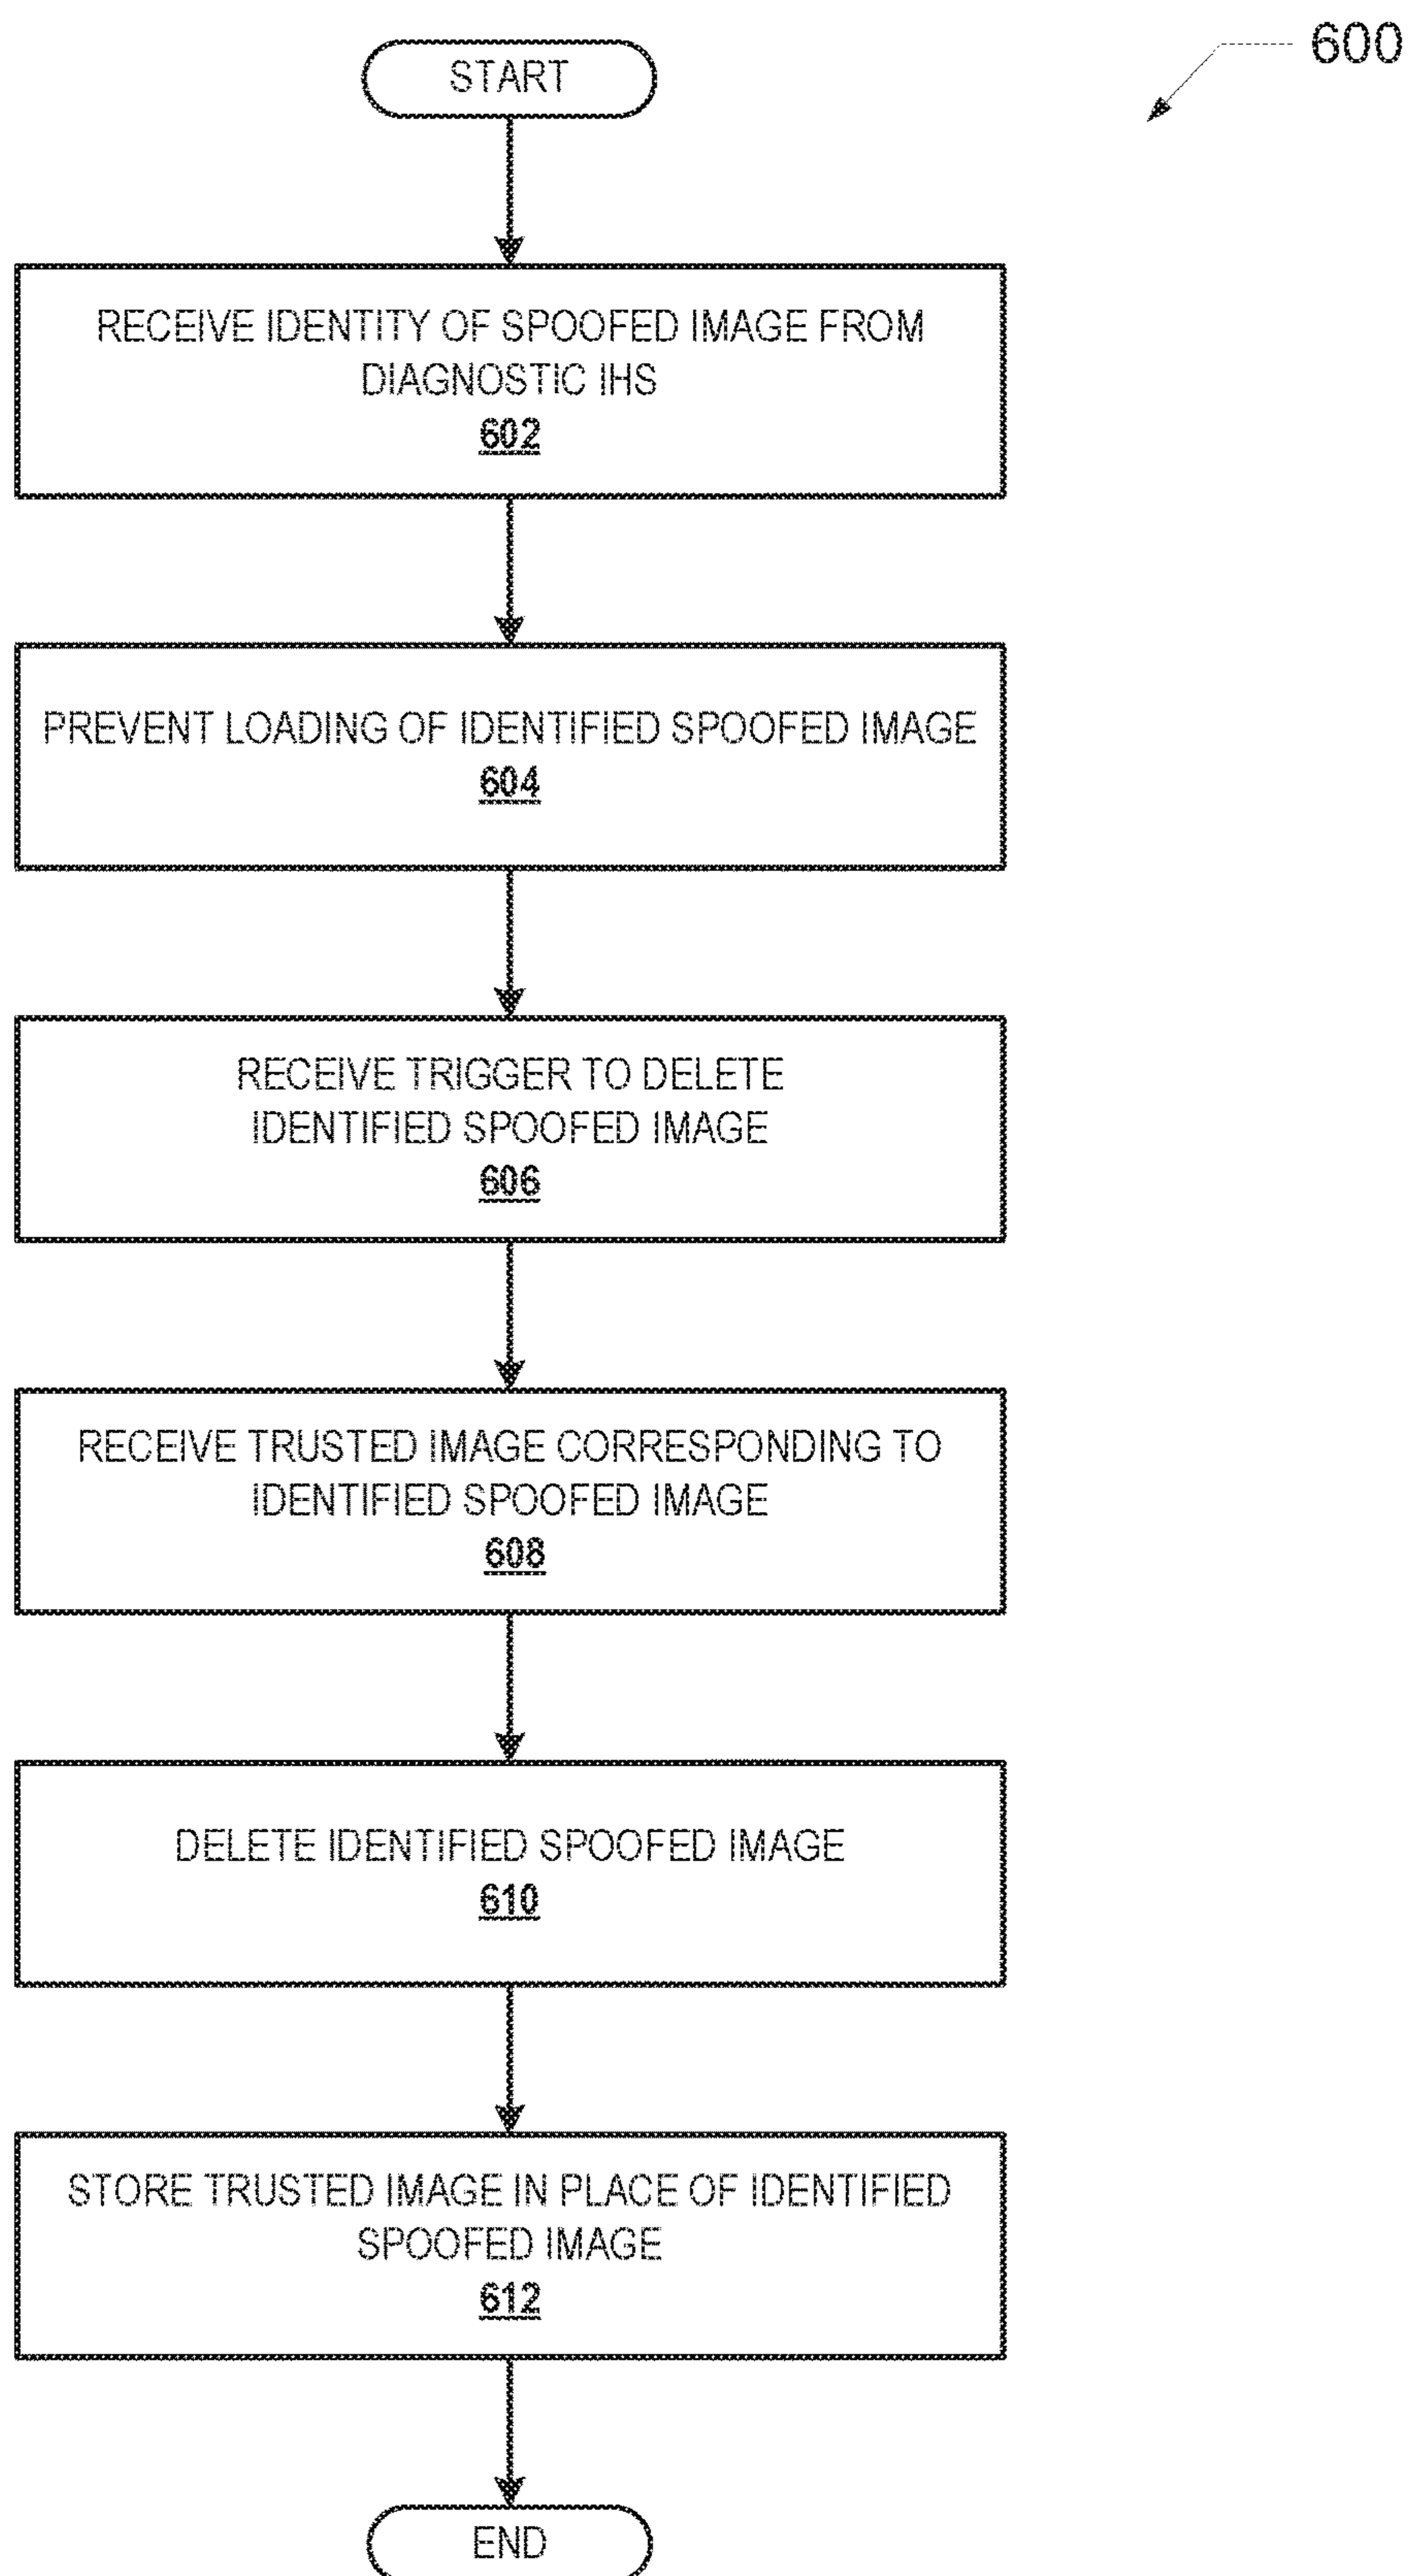 600
START
RECEIVE IDENTITY OF SPOOFED IMAGE FROM
DIAGNOSTIC IHS
602
PREVENT LOADING OF IDENTIFIED SPOOFED IMAGE
604
RECEIVE TRIGGER TO DELETE
IDENTIFIED SPOOFED IMAGE
606
RECEIVE TRUSTED IMAGE CORRESPONDING TO
IDENTIFIED SPOOFED IMAGE
608
DELETE IDENTIFIED SPOOFED IMAGE
610
STORE TRUSTED IMAGE IN PLACE OF IDENTIFIED
SPOOFED IMAGE
612
END